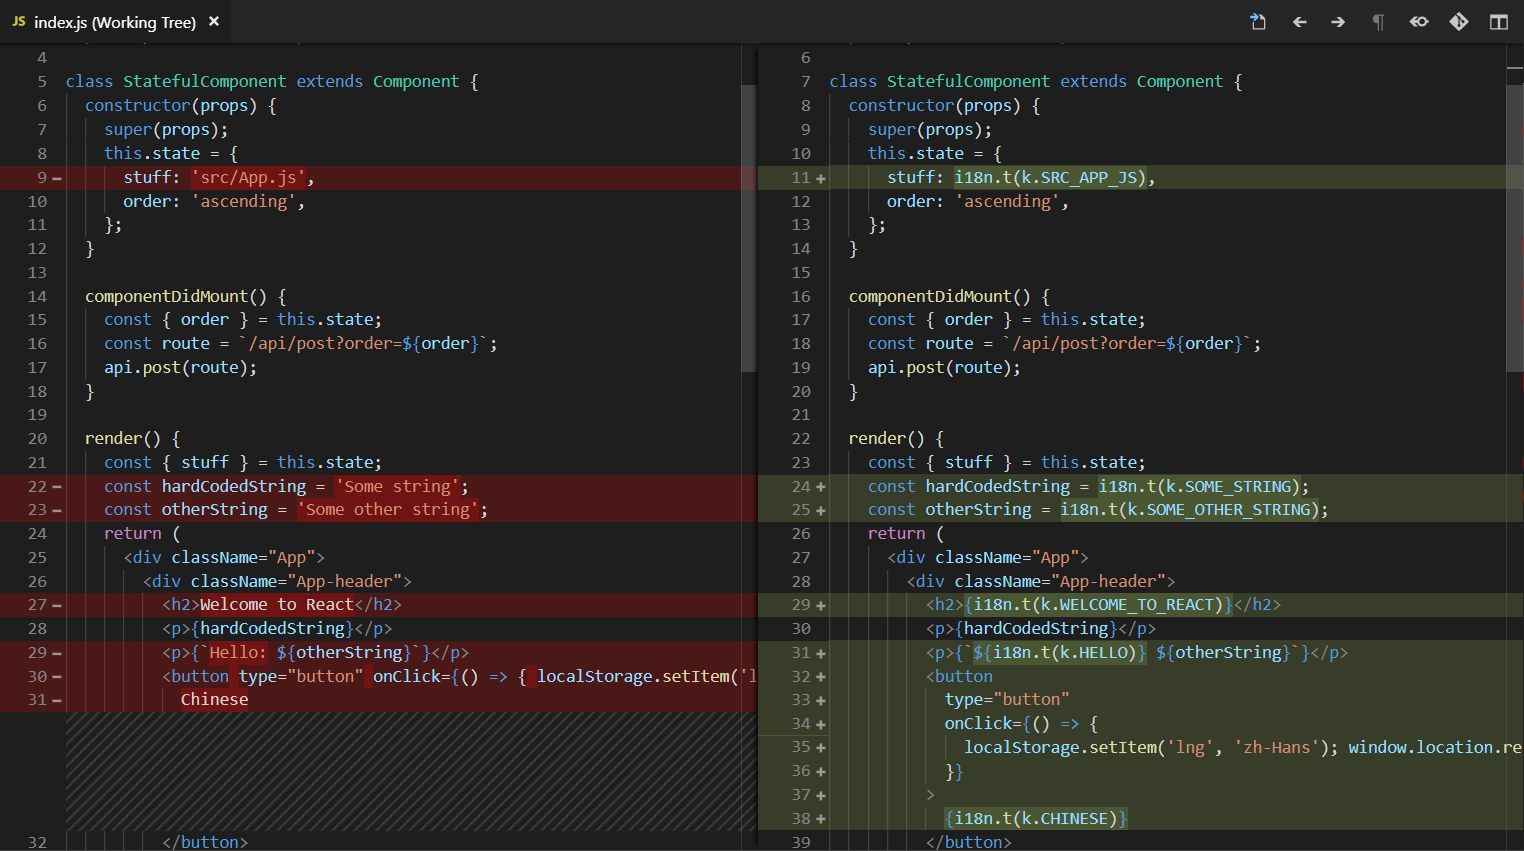 JS index.js (Working Tree) ×
4
5 class StatefulComponent extends Component {
6 constructor(props) {
7 super(props);
8 this.state = {
9 − stuff: 'src/App.js',
10 order: 'ascending',
11 };
12 }
13
14 componentDidMount() {
15 const { order } = this.state;
16 const route = `/api/post?order=${order}`;
17 api.post(route);
18 }
19
20 render() {
21 const { stuff } = this.state;
22 − const hardCodedString = 'Some string';
23 − const otherString = 'Some other string';
24 return (
25 <div className="App">
26 <div className="App-header">
27 − <h2>Welcome to React</h2>
28 <p>{hardCodedString}</p>
29 − <p>{`Hello: ${otherString}`}</p>
30 − <button type="button" onClick={() => { localStorage.setItem('l
31 − Chinese
32 </button>
6
7 class StatefulComponent extends Component {
8 constructor(props) {
9 super(props);
10 this.state = {
11 + stuff: i18n.t(k.SRC_APP_JS),
12 order: 'ascending',
13 };
14 }
15
16 componentDidMount() {
17 const { order } = this.state;
18 const route = `/api/post?order=${order}`;
19 api.post(route);
20 }
21
22 render() {
23 const { stuff } = this.state;
24 + const hardCodedString = i18n.t(k.SOME_STRING);
25 + const otherString = i18n.t(k.SOME_OTHER_STRING);
26 return (
27 <div className="App">
28 <div className="App-header">
29 + <h2>{i18n.t(k.WELCOME_TO_REACT)}</h2>
30 <p>{hardCodedString}</p>
31 + <p>{`${i18n.t(k.HELLO)} ${otherString}`}</p>
32 + <button
33 + type="button"
34 + onClick={() => {
35 + localStorage.setItem('lng', 'zh-Hans'); window.location.re
36 + }}
37 + >
38 + {i18n.t(k.CHINESE)}
39 </button>